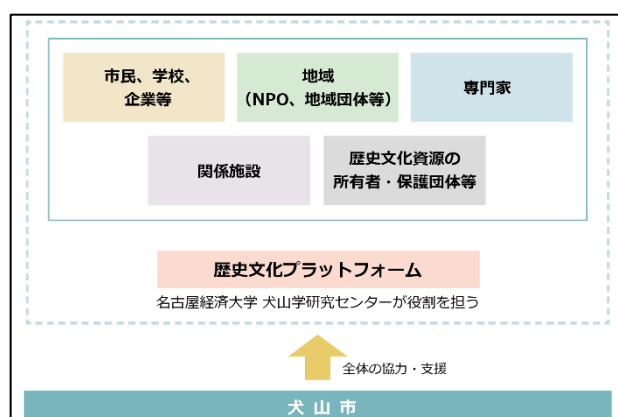 市民、学校、
企業等
地域
（NPO、地域団体等）
専門家
関係施設
歴史文化資源の
所有者・保護団体等
歴史文化プラットフォーム
名古屋経済大学 犬山学研究センターが役割を担う
全体の協力・支援
犬山市